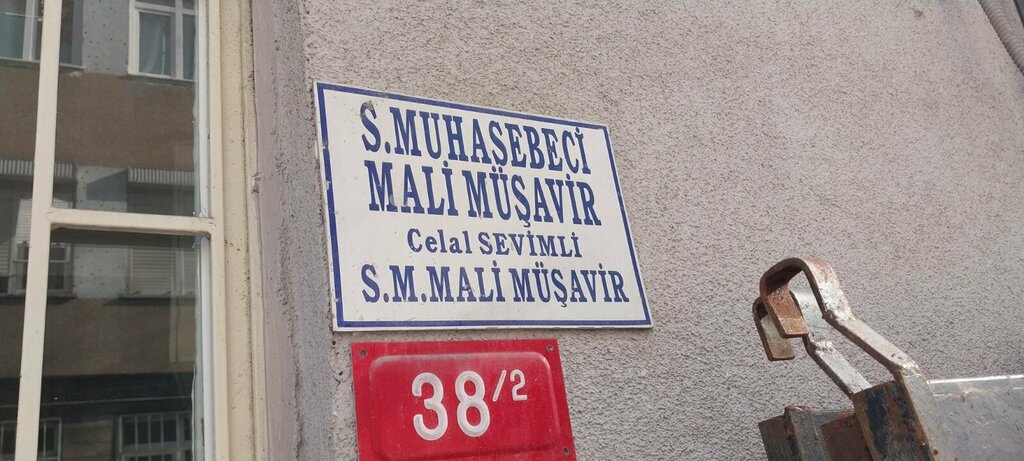 S.MUHASEBECİ
MALİ MÜŞAVİR
Celal SEVİMLİ
S.M.MALİ MÜŞAVİR
38/2